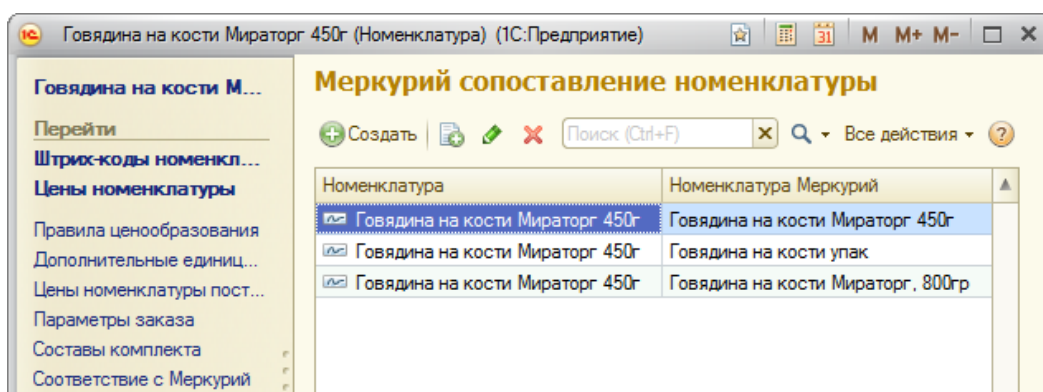 1С Говядина на кости Мираторг 450г (Номенклатура) (1С:Предприятие) 31 M M+ M-
Говядина на кости М...
Перейти
Штрих-коды номенкл...
Цены номенклатуры
Правила ценообразования
Дополнительные единиц...
Цены номенклатуры пост...
Параметры заказа
Составы комплекта
Соответствие с Меркурий
Меркурий сопоставление номенклатуры
Создать Поиск (Ctrl+F) Все действия
Номенклатура Номенклатура Меркурий
Говядина на кости Мираторг 450г Говядина на кости Мираторг 450г
Говядина на кости Мираторг 450г Говядина на кости упак
Говядина на кости Мираторг 450г Говядина на кости Мираторг, 800гр